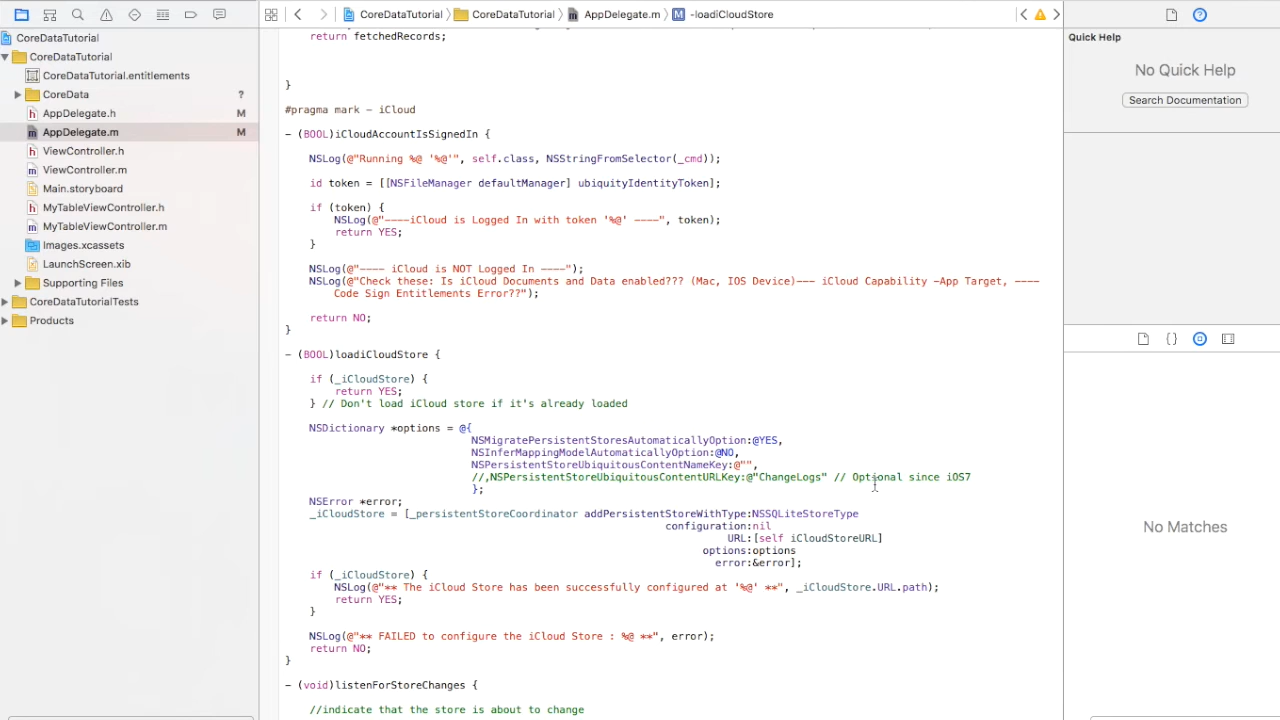 CoreDataTutorial
CoreDataTutorial
AppDelegate.m
M
-loadiCloudStore
CoreDataTutorial
CoreDataTutorial
CoreDataTutorial.entitlements
CoreData
?
h
AppDelegate.h
M
m
AppDelegate.m
M
h
ViewController.h
m
ViewController.m
Main.storyboard
h
MyTableViewController.h
m
MyTableViewController.m
Images.xcassets
LaunchScreen.xib
Supporting Files
CoreDataTutorialTests
Products
return fetchedRecords;
}
#pragma mark - iCloud
- (BOOL)iCloudAccountIsSignedIn {
NSLog(@"Running %@ '%@'", self.class, NSStringFromSelector(_cmd));
id token = [[NSFileManager defaultManager] ubiquityIdentityToken];
if (token) {
NSLog(@"----iCloud is Logged In with token '%@' ----", token);
return YES;
}
NSLog(@"---- iCloud is NOT Logged In ----");
NSLog(@"Check these: Is iCloud Documents and Data enabled??? (Mac, IOS Device)--- iCloud Capability -App Target, ----
Code Sign Entitlements Error??");
return NO;
}
- (BOOL)loadiCloudStore {
if (_iCloudStore) {
return YES;
} // Don't load iCloud store if it's already loaded
NSDictionary *options = @{
NSMigratePersistentStoresAutomaticallyOption:@YES,
NSInferMappingModelAutomaticallyOption:@NO,
NSPersistentStoreUbiquitousContentNameKey:@"",
//,NSPersistentStoreUbiquitousContentURLKey:@"ChangeLogs" // Optional since iOS7
};
NSError *error;
_iCloudStore = [_persistentStoreCoordinator addPersistentStoreWithType:NSSQLiteStoreType
configuration:nil
URL:[self iCloudStoreURL]
options:options
error:&error];
if (_iCloudStore) {
NSLog(@"** The iCloud Store has been successfully configured at '%@' **", _iCloudStore.URL.path);
return YES;
}
NSLog(@"** FAILED to configure the iCloud Store : %@ **", error);
return NO;
}
- (void)listenForStoreChanges {
//indicate that the store is about to change
Quick Help
No Quick Help
Search Documentation
No Matches